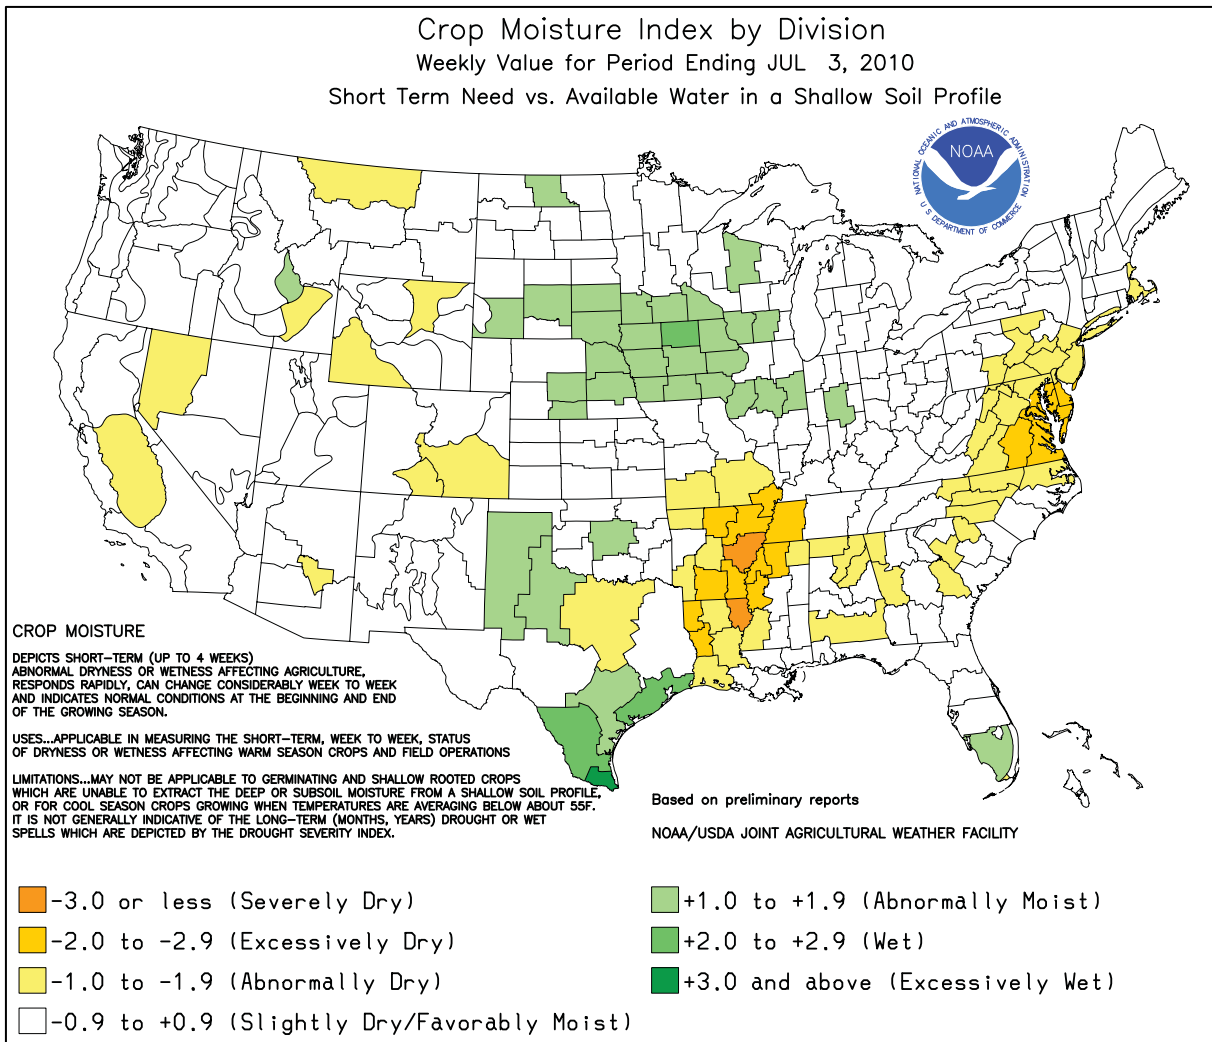 Crop Moisture Index by Division
Weekly Value for Period Ending JUL 3, 2010
Short Term Need vs. Available Water in a Shallow Soil Profile
NATIONAL OCEANIC AND ATMOSPHERIC ADMINISTRATION
NOAA
U S DEPARTMENT OF COMMERCE
CROP MOISTURE
DEPICTS SHORT-TERM (UP TO 4 WEEKS)
ABNORMAL DRYNESS OR WETNESS AFFECTING AGRICULTURE,
RESPONDS RAPIDLY, CAN CHANGE CONSIDERABLY WEEK TO WEEK
AND INDICATES NORMAL CONDITIONS AT THE BEGINNING AND END
OF THE GROWING SEASON.
USES...APPLICABLE IN MEASURING THE SHORT-TERM, WEEK TO WEEK, STATUS
OF DRYNESS OR WETNESS AFFECTING WARM SEASON CROPS AND FIELD OPERATIONS
LIMITATIONS...MAY NOT BE APPLICABLE TO GERMINATING AND SHALLOW ROOTED CROPS
WHICH ARE UNABLE TO EXTRACT THE DEEP OR SUBSOIL MOISTURE FROM A SHALLOW SOIL PROFILE,
OR FOR COOL SEASON CROPS GROWING WHEN TEMPERATURES ARE AVERAGING BELOW ABOUT 55F.
IT IS NOT GENERALLY INDICATIVE OF THE LONG-TERM (MONTHS, YEARS) DROUGHT OR WET
SPELLS WHICH ARE DEPICTED BY THE DROUGHT SEVERITY INDEX.
Based on preliminary reports
NOAA/USDA JOINT AGRICULTURAL WEATHER FACILITY
-3.0 or less (Severely Dry)
-2.0 to -2.9 (Excessively Dry)
-1.0 to -1.9 (Abnormally Dry)
-0.9 to +0.9 (Slightly Dry/Favorably Moist)
+1.0 to +1.9 (Abnormally Moist)
+2.0 to +2.9 (Wet)
+3.0 and above (Excessively Wet)